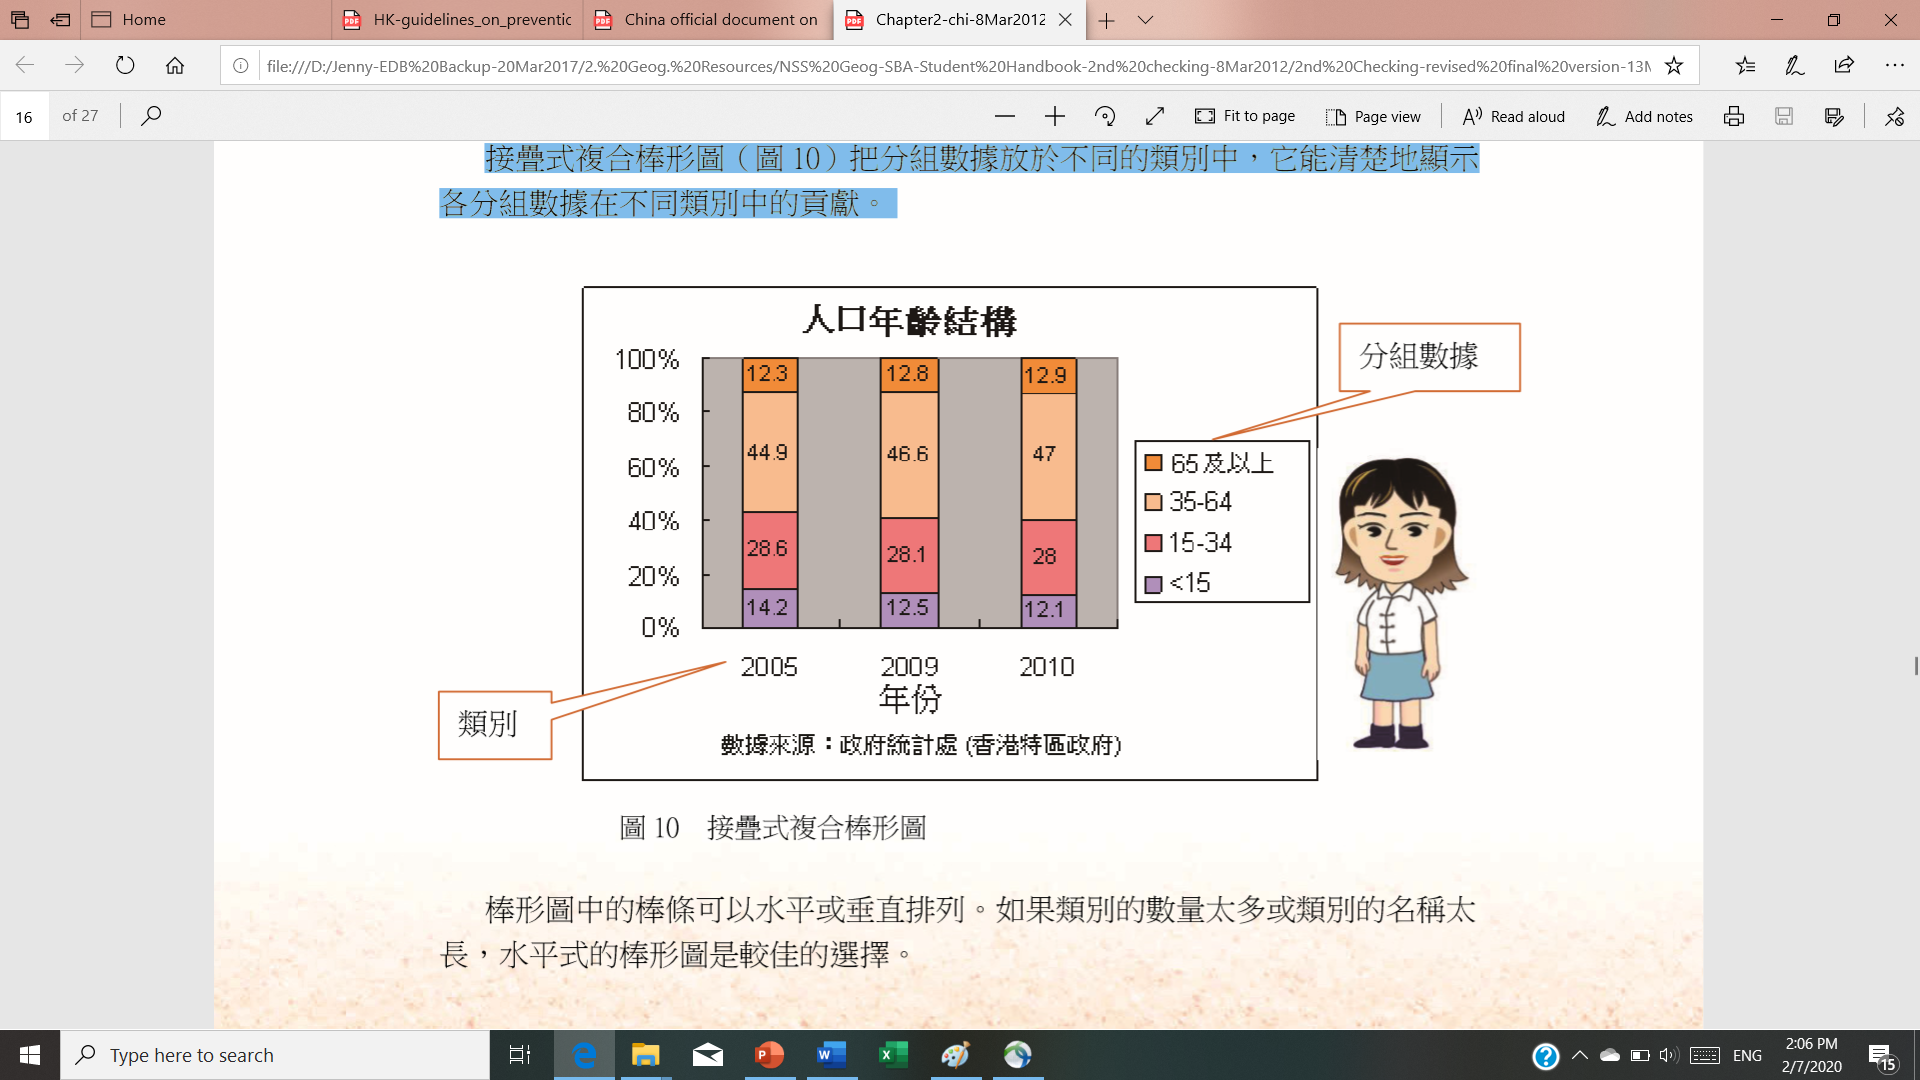 Home
HK-guidelines_on_preventic
China official document on
Chapter2-chi-8Mar2012
file:///D:/Jenny-EDB%20Backup-20Mar2017/2.%20Geog.%20Resources/NSS%20Geog-SBA-Student%20Handbook-2nd%20checking-8Mar2012/2nd%20Checking-revised%20final%20version-13M
16 of 27
Fit to page
Page view
Read aloud
Add notes
接疊式複合棒形圖（圖 10）把分組數據放於不同的類別中，它能清楚地顯示
各分組數據在不同類別中的貢獻。
人口年齡結構
分組數據
100%
80%
60%
40%
20%
0%
12.3 12.8 12.9
44.9 46.6 47
28.6 28.1 28
14.2 12.5 12.1
65及以上
35-64
15-34
<15
2005 2009 2010
年份
類別
數據來源：政府統計處 (香港特區政府)
圖 10 接疊式複合棒形圖
棒形圖中的棒條可以水平或垂直排列。如果類別的數量太多或類別的名稱太
長，水平式的棒形圖是較佳的選擇。
Type here to search
ENG
2:06 PM
2/7/2020
15